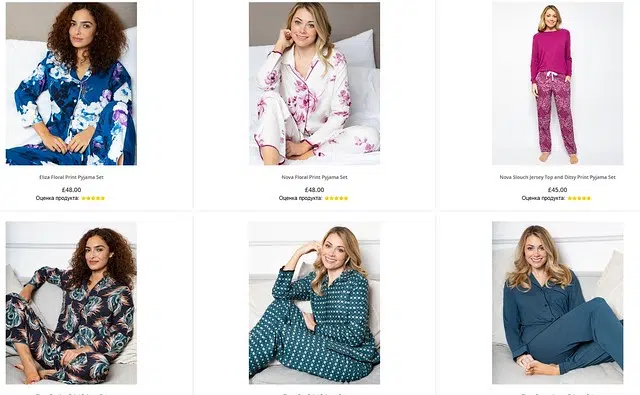 Eliza Floral Print Pyjama Set
£48.00
Оценка продукта:
Nova Floral Print Pyjama Set
£48.00
Оценка продукта:
Nova Slouch Jersey Top and Ditsy Print Pyjama Set
£45.00
Оценка продукта: